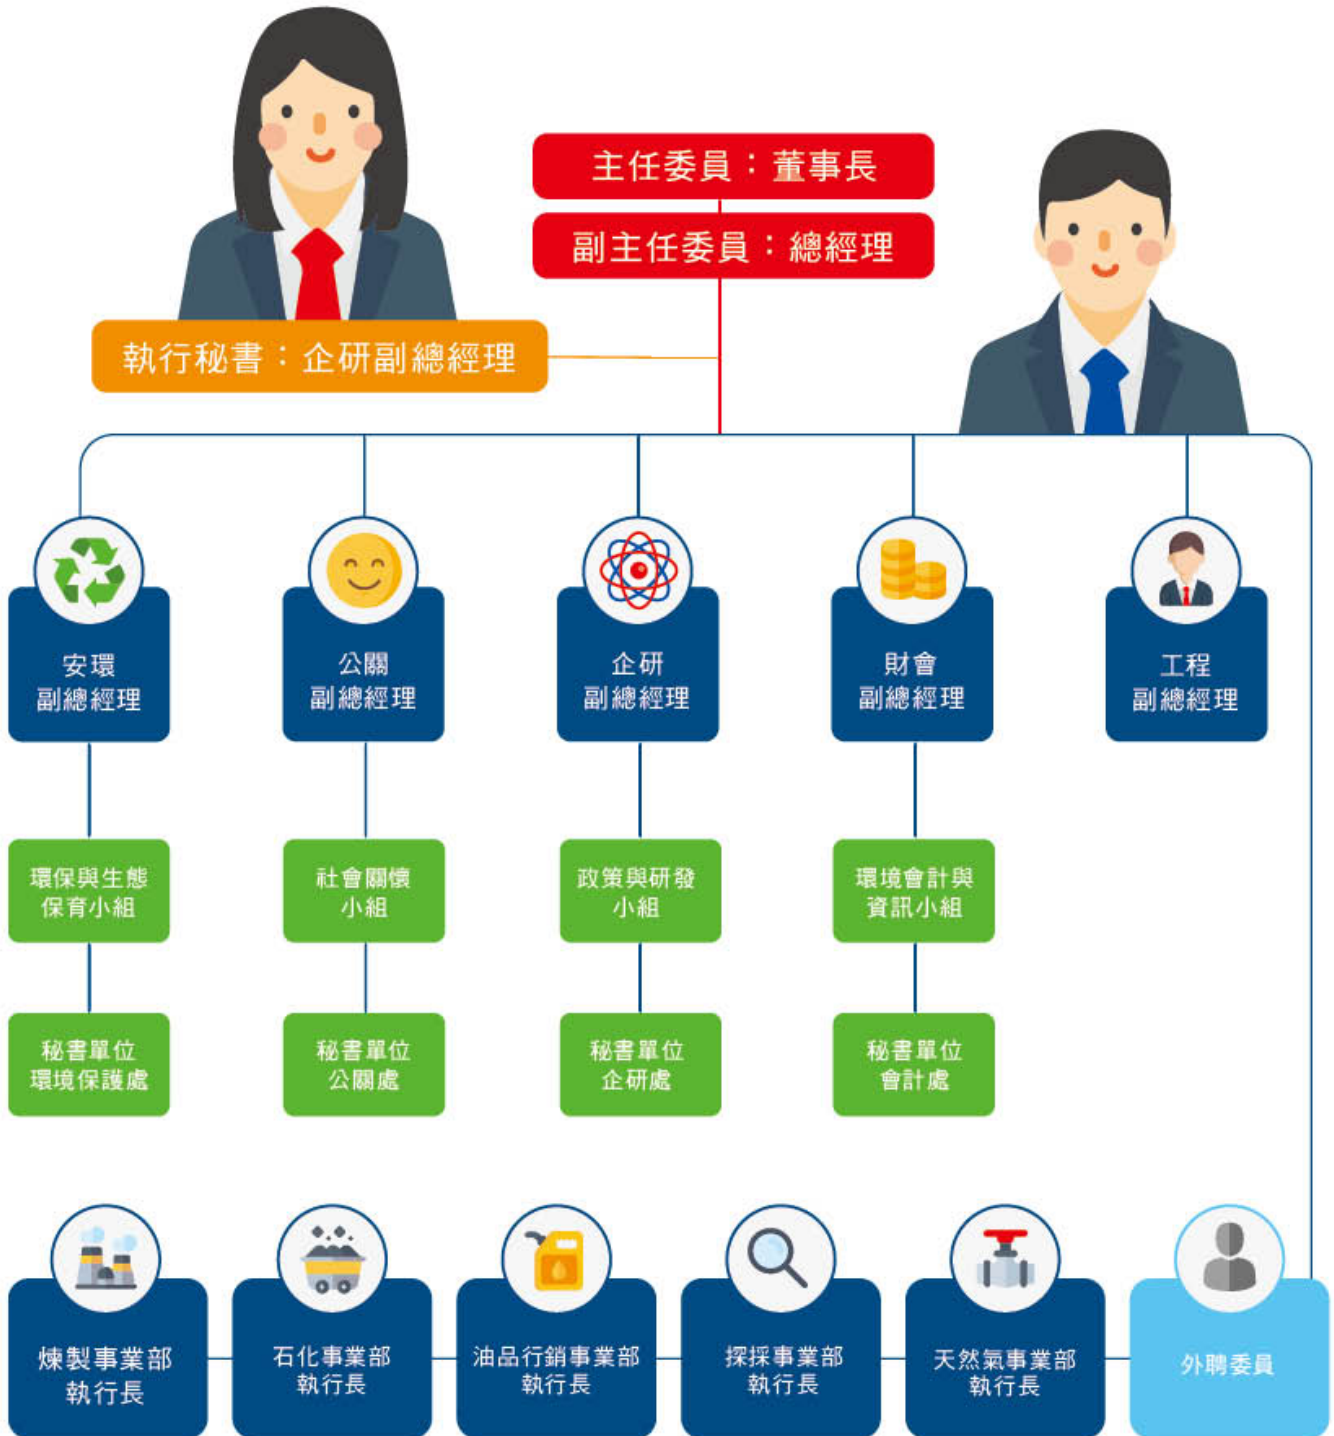 主任委員：董事長
副主任委員：總經理
執行秘書：企研副總經理
安環
副總經理
公關
副總經理
企研
副總經理
財會
副總經理
工程
副總經理
環保與生態
保育小組
社會關懷
小組
政策與研發
小組
環境會計與
資訊小組
秘書單位
環境保護處
秘書單位
公關處
秘書單位
企研處
秘書單位
會計處
煉製事業部
執行長
石化事業部
執行長
油品行銷事業部
執行長
探採事業部
執行長
天然氣事業部
執行長
外聘委員